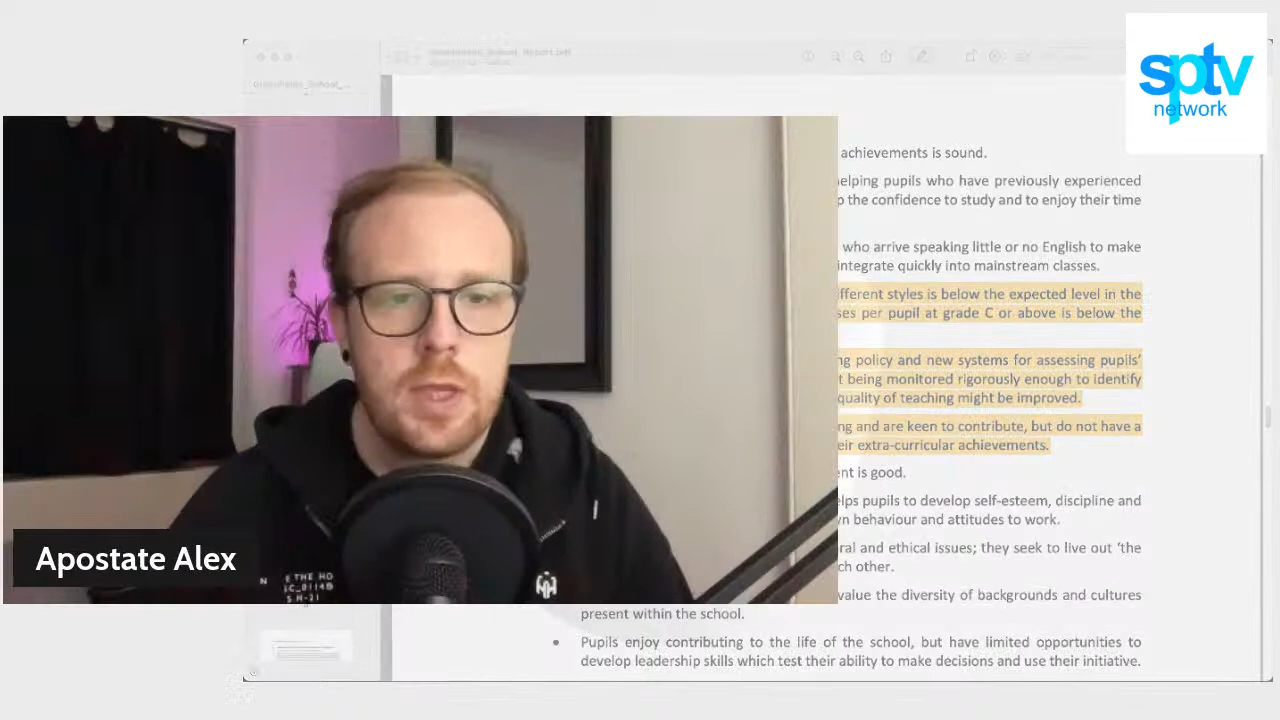 sptv
network
achievements is sound.
elping pupils who have previously experienced
the confidence to study and to enjoy their time
who arrive speaking little or no English to make
integrate quickly into mainstream classes.
fferent styles is below the expected level in the
ses per pupil at grade C or above is below the
ng policy and new systems for assessing pupils'
t being monitored rigorously enough to identify
quality of teaching might be improved.
ng and are keen to contribute, but do not have a
eir extra-curricular achievements.
nt is good.
elps pupils to develop self-esteem, discipline and
n behaviour and attitudes to work.
ral and ethical issues; they seek to live out 'the
ch other.
value the diversity of backgrounds and cultures
present within the school.
• Pupils enjoy contributing to the life of the school, but have limited opportunities to
develop leadership skills which test their ability to make decisions and use their initiative.
Apostate Alex
E THE HO